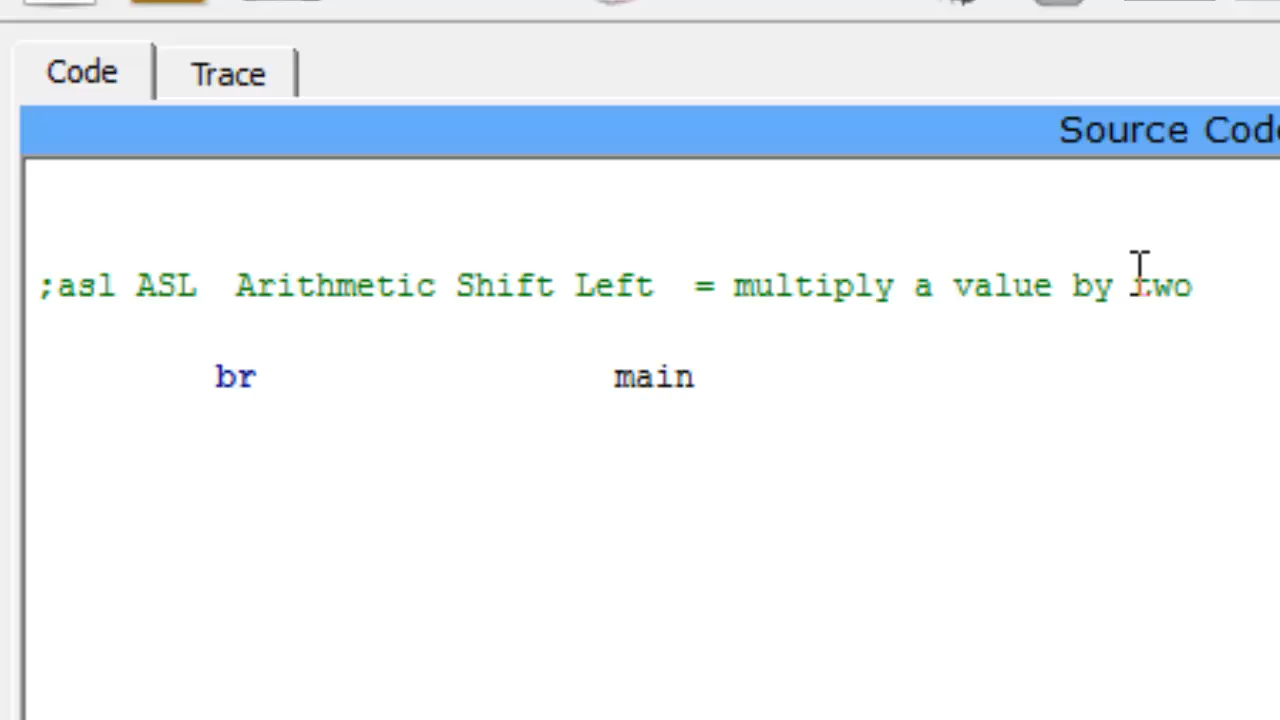 Code Trace
Source Code
;asl ASL  Arithmetic Shift Left  = multiply a value by two
br main